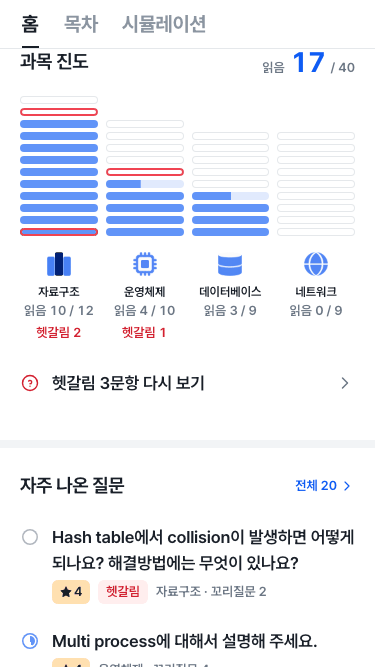 홈 목차 시뮬레이션
과목 진도
읽음 17 / 40
자료구조 운영체제 데이터베이스 네트워크
읽음 10 / 12 읽음 4 / 10 읽음 3 / 9 읽음 0 / 9
헷갈림 2 헷갈림 1
헷갈림 3문항 다시 보기
자주 나온 질문 전체 20
Hash table에서 collision이 발생하면 어떻게
되나요? 해결방법에는 무엇이 있나요?
★4 헷갈림 자료구조 · 꼬리질문 2
Multi process에 대해서 설명해 주세요.